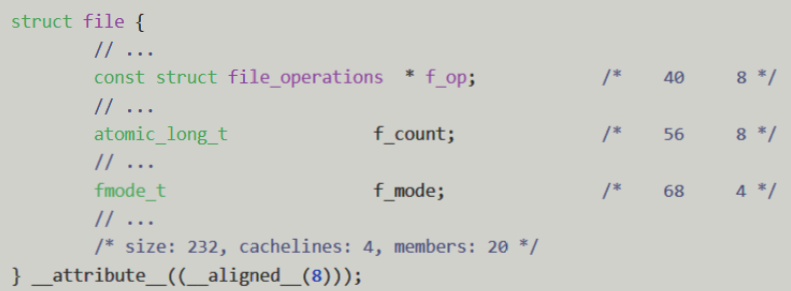 struct file {
        // ...
        const struct file_operations  * f_op;             /*    40     8 */
        // ...
        atomic_long_t              f_count;               /*    56     8 */
        // ...
        fmode_t                    f_mode;                /*    68     4 */
        // ...
        /* size: 232, cachelines: 4, members: 20 */
} __attribute__((__aligned__(8)));